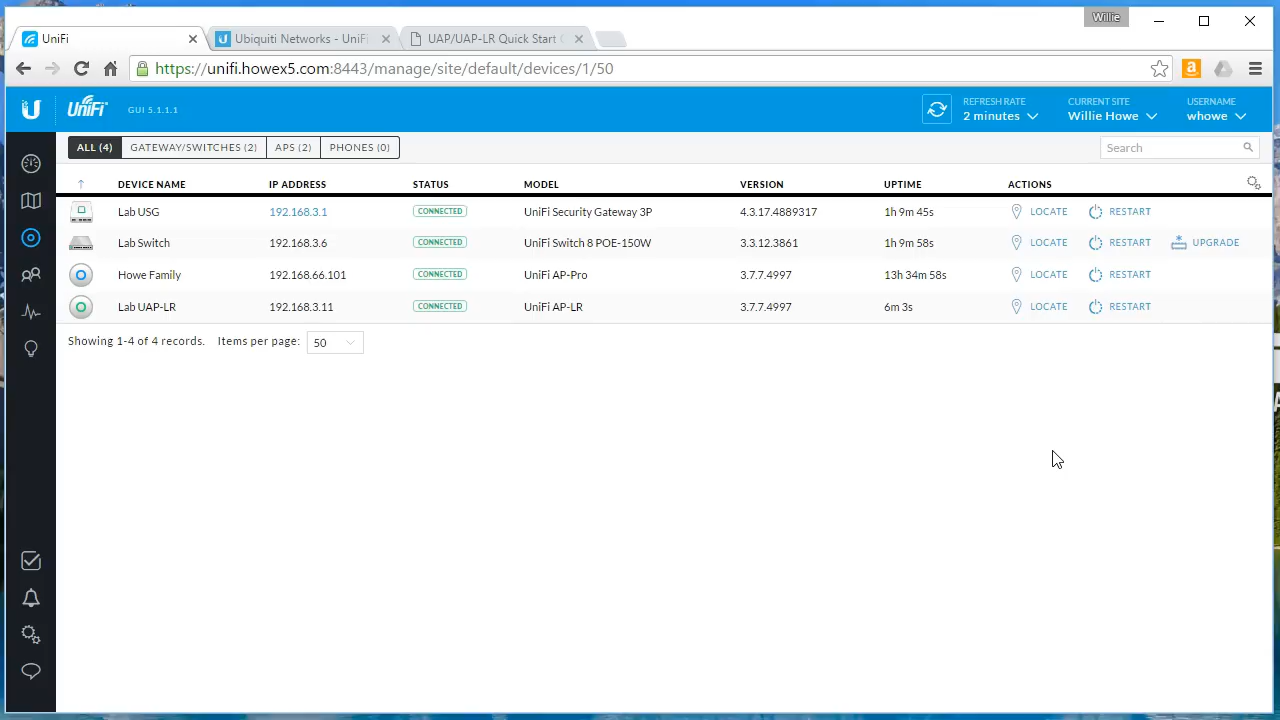 Willie
UniFi
Ubiquiti Networks - UniFi
UAP/UAP-LR Quick Start
https://unifi.howex5.com:8443/manage/site/default/devices/1/50
UniFi GUI 5.1.1.1
REFRESH RATE
2 minutes
CURRENT SITE
Willie Howe
USERNAME
whowe
ALL (4) GATEWAY/SWITCHES (2) APS (2) PHONES (0) Search
DEVICE NAME IP ADDRESS STATUS MODEL VERSION UPTIME ACTIONS
Lab USG 192.168.3.1 CONNECTED UniFi Security Gateway 3P 4.3.17.4889317 1h 9m 45s LOCATE RESTART
Lab Switch 192.168.3.6 CONNECTED UniFi Switch 8 POE-150W 3.3.12.3861 1h 9m 58s LOCATE RESTART UPGRADE
Howe Family 192.168.66.101 CONNECTED UniFi AP-Pro 3.7.7.4997 13h 34m 58s LOCATE RESTART
Lab UAP-LR 192.168.3.11 CONNECTED UniFi AP-LR 3.7.7.4997 6m 3s LOCATE RESTART
Showing 1-4 of 4 records. Items per page: 50